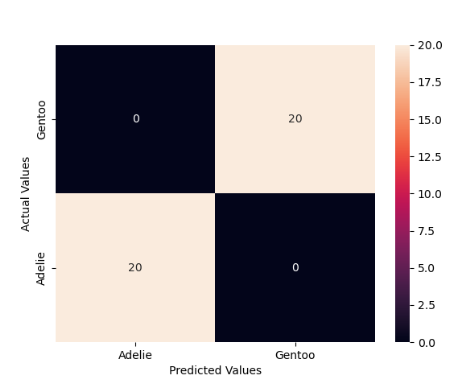 Actual Values
Gentoo
Adelie
0
20
20
0
Adelie
Gentoo
Predicted Values
20.0
17.5
15.0
12.5
10.0
7.5
5.0
2.5
0.0